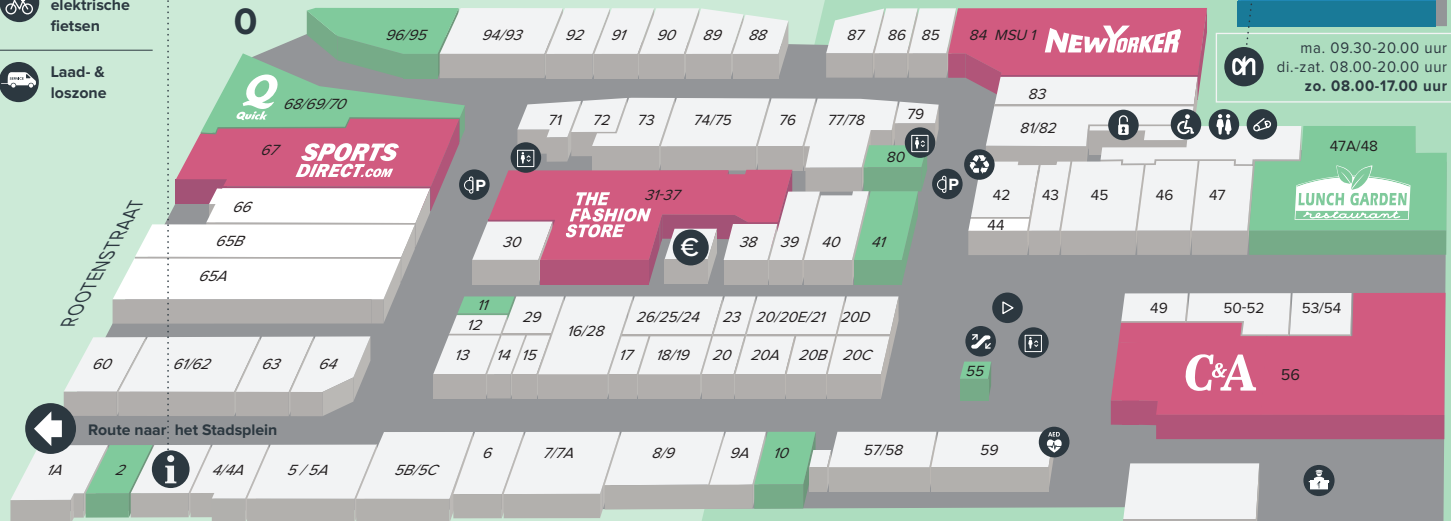 elektrische
fietsen
SERVICE
Laad- &
loszone
0
ma. 09.30-20.00 uur
di.-zat. 08.00-20.00 uur
zo. 08.00-17.00 uur
96/95
94/93
92
91
90
89
88
87
86
85
84 MSU 1
NEWYORKER
Q
Quick
68/69/70
83
81/82
71
72
73
74/75
76
77/78
79
80
67
SPORTS
DIRECT.COM
66
65B
65A
ROOTENSTRAAT
P
31-37
THE
FASHION
STORE
30
€
38
39
40
41
P
42
43
44
45
46
47
47A/48
LUNCH GARDEN
restaurant
11
12
29
16/28
26/25/24
23
20/20E/21
20D
13
14
15
17
18/19
20
20A
20B
20C
49
50-52
53/54
C&A
56
55
60
61/62
63
64
Route naar het Stadsplein
1A
2
i
4/4A
5 / 5A
5B/5C
6
7/7A
8/9
9A
10
57/58
59
AED